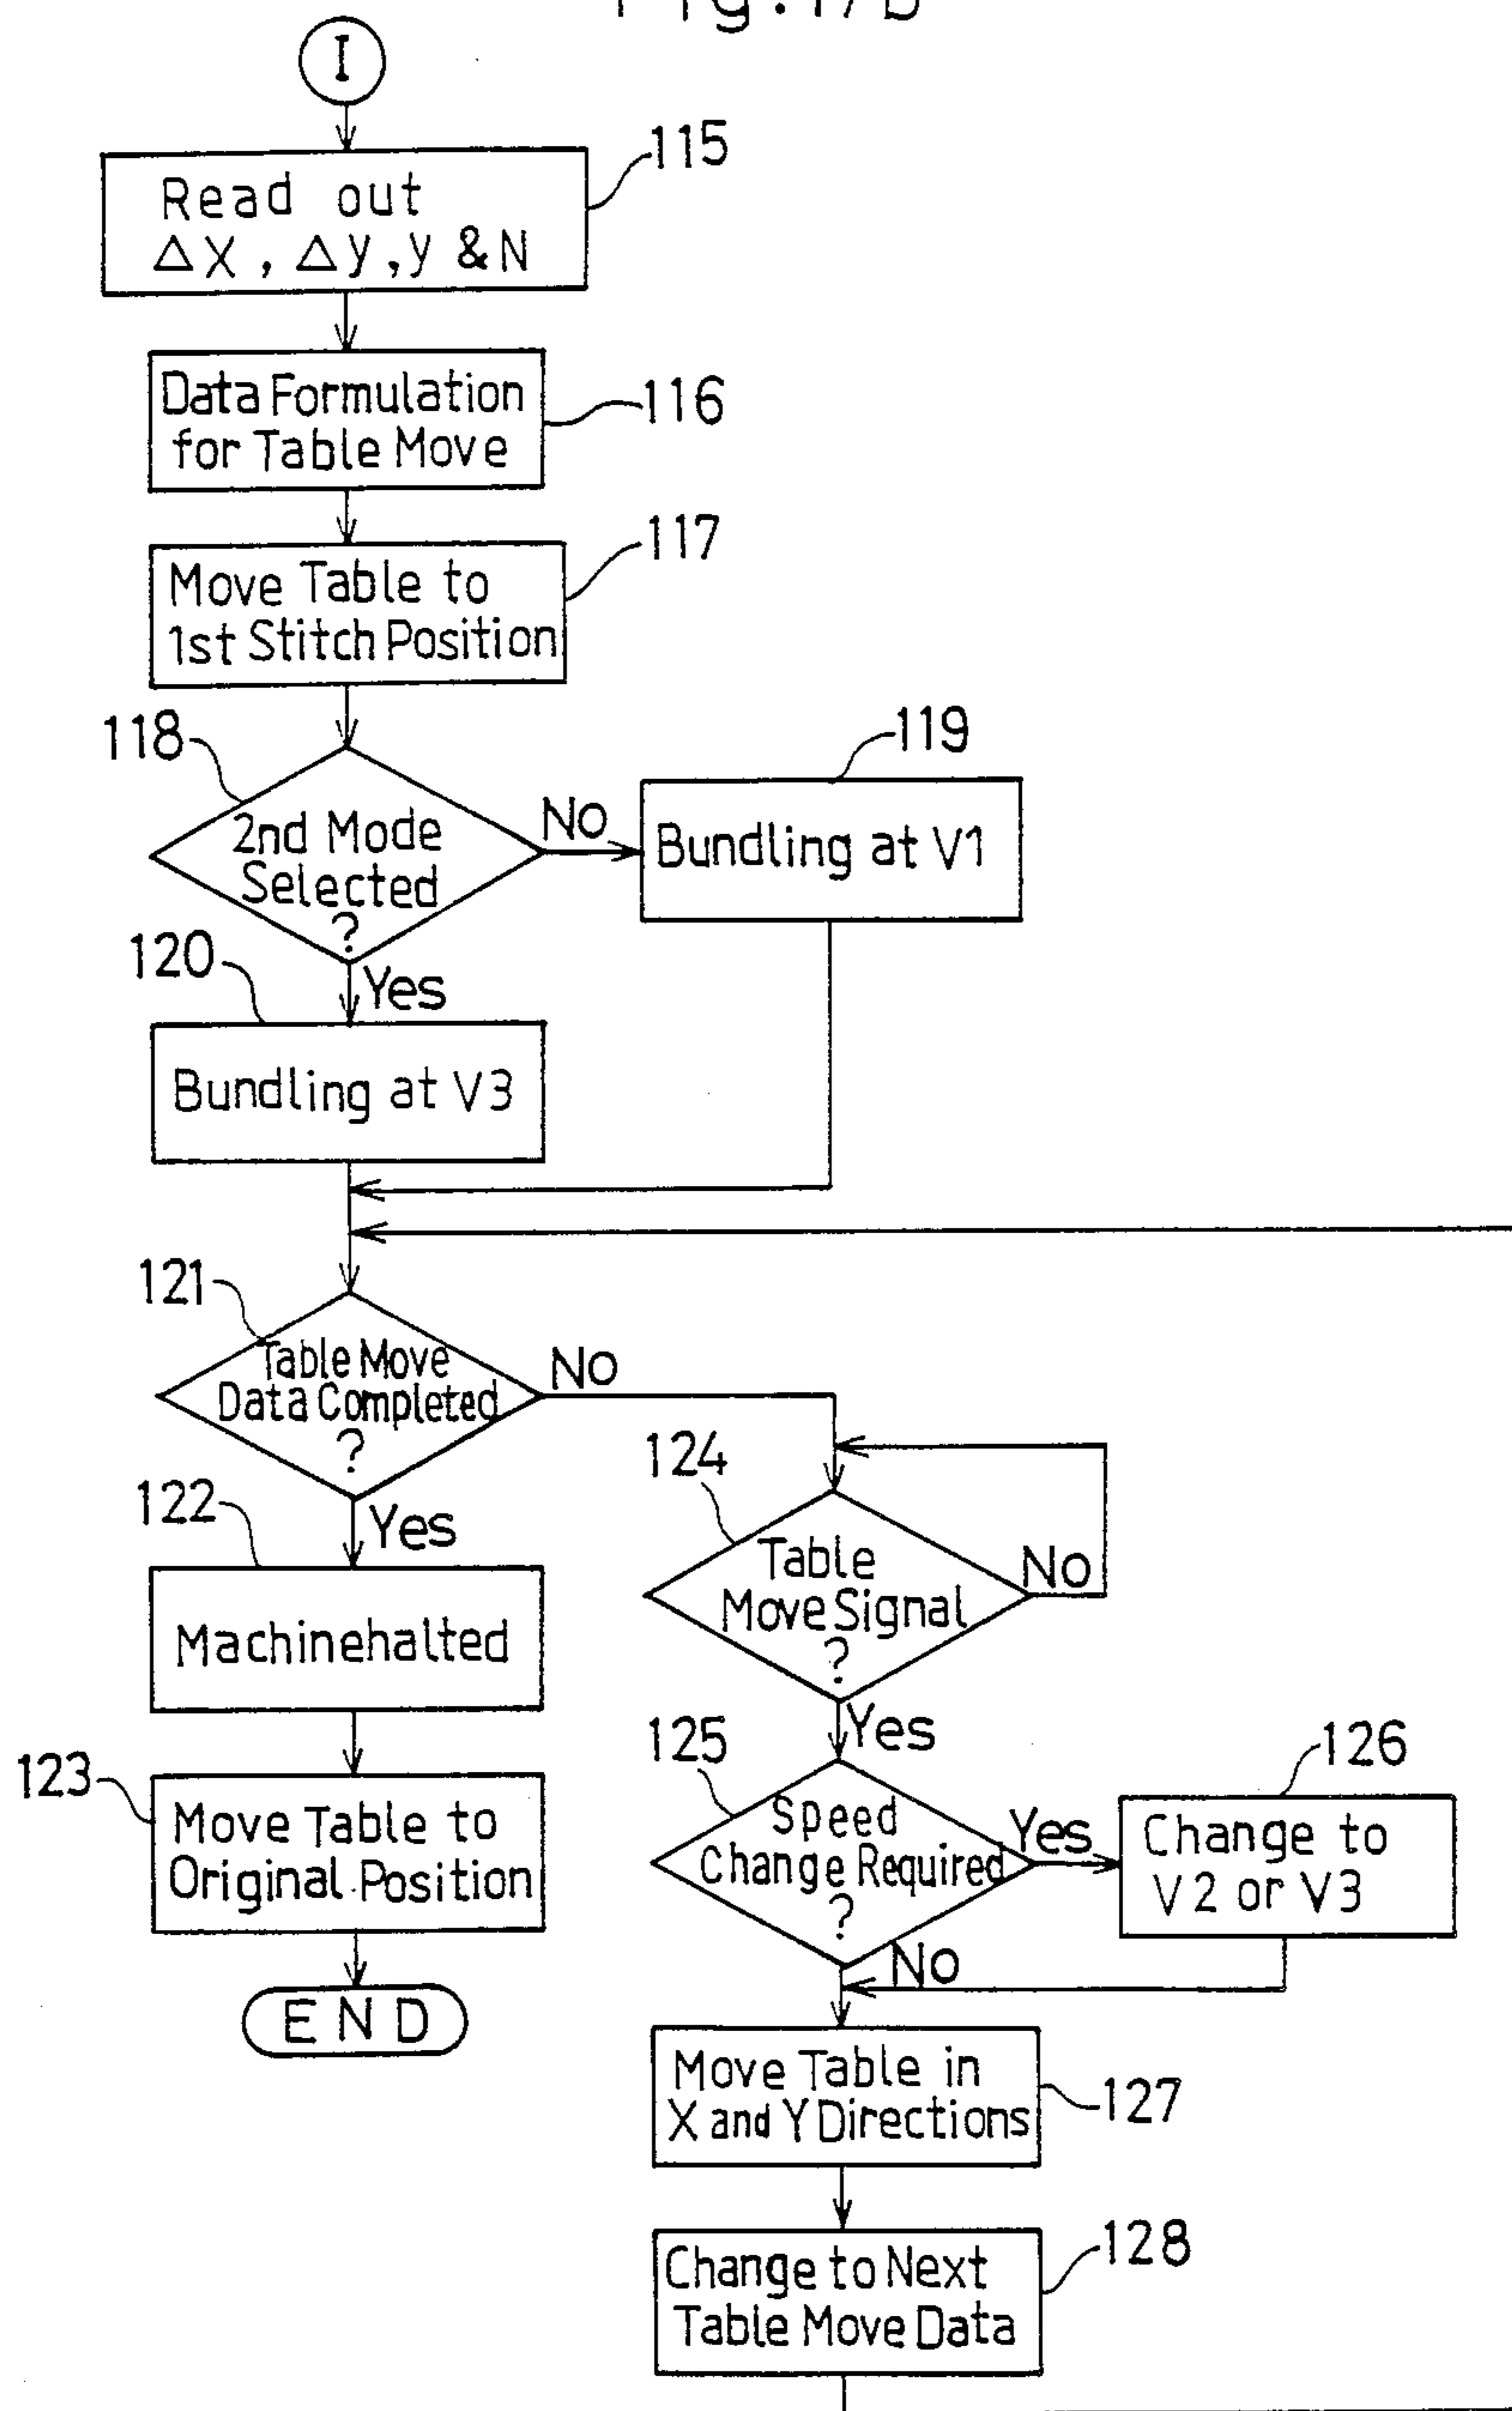 I
115
Read out
△X, △y, y & N
116
Data Formulation
for Table Move
117
Move Table to
1st Stitch Position
118
2nd Mode
Selected
?
No
119
Bundling at V1
Yes
120
Bundling at V3
121
Table Move
Data Completed
?
No
Yes
122
Machinehalted
123
Move Table to
Original Position
END
124
Table
Move Signal
?
No
Yes
125
Speed
Change Required
?
Yes
126
Change to
V2 or V3
No
127
Move Table in
X and Y Directions
128
Change to Next
Table Move Data